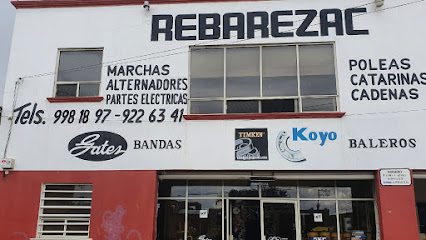 REBAREZAC
MARCHAS
ALTERNADORES
PARTES ELECTRICAS
POLEAS
CATARINAS
CADENAS
Tels. 998 18 97 - 922 63 41
Gates BANDAS
TIMKEN
Koyo
BALEROS